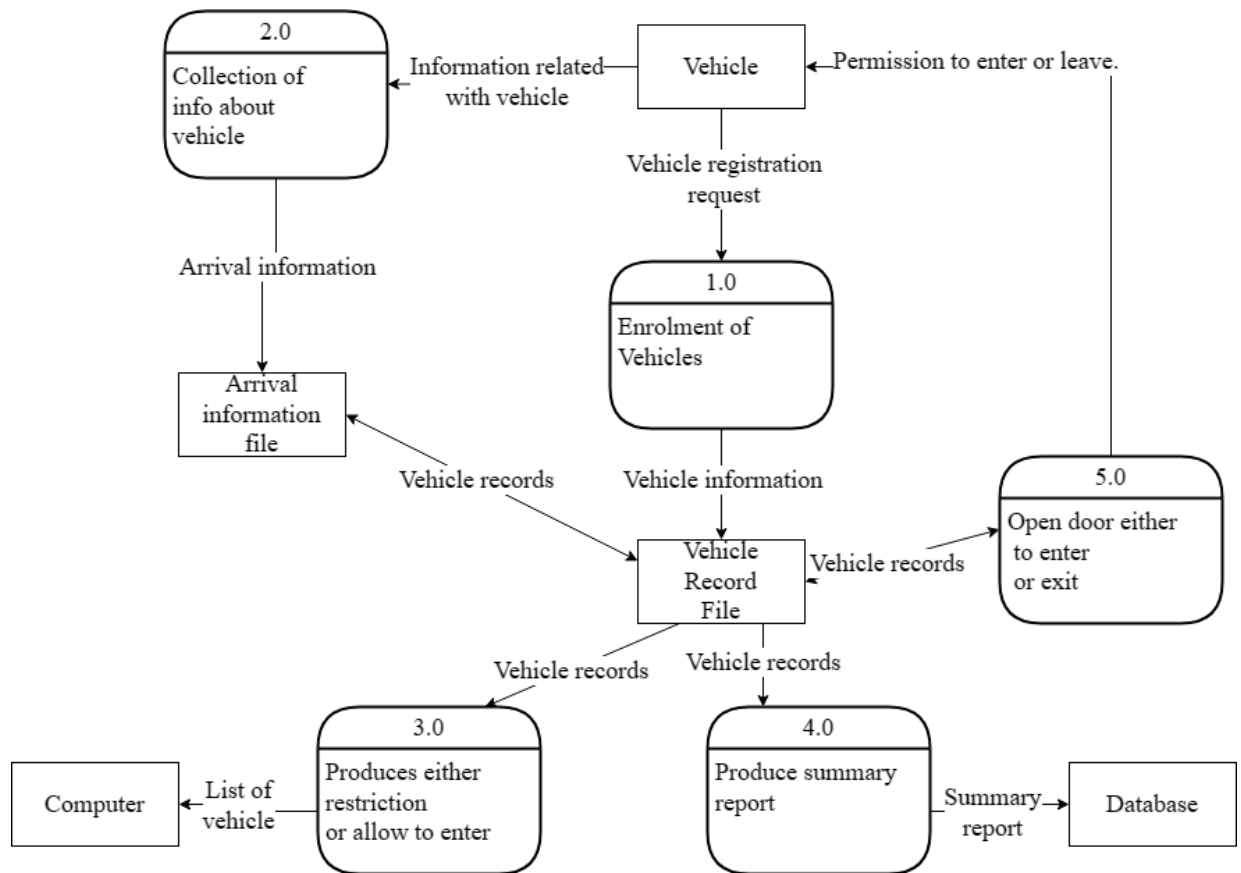 2.0
Collection of
info about
vehicle
Information related
with vehicle
Vehicle
Permission to enter or leave.
Vehicle registration
request
Arrival information
1.0
Enrolment of
Vehicles
Arrival
information
file
Vehicle records
Vehicle information
5.0
Open door either
to enter
or exit
Vehicle
Record
File
Vehicle records
Vehicle records
Vehicle records
3.0
Produces either
restriction
or allow to enter
4.0
Produce summary
report
Computer
List of
vehicle
Summary
report
Database